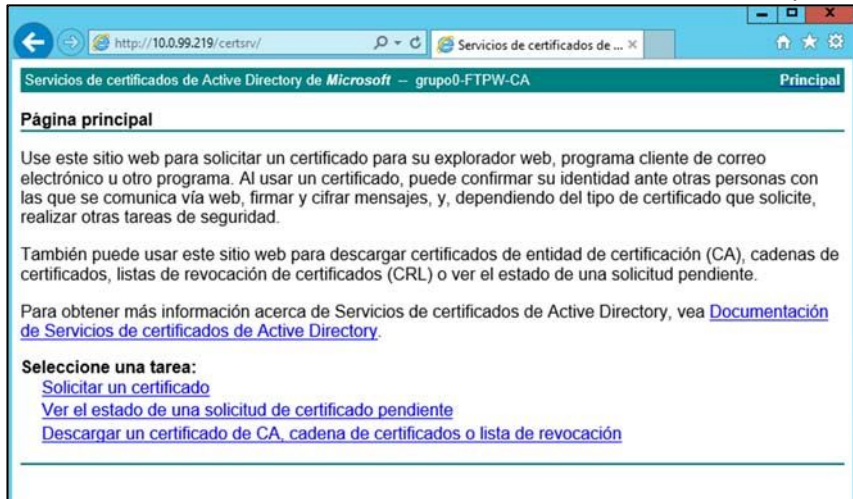 http://10.0.99.219/certsrv/
Servicios de certificados de ...
Servicios de certificados de Active Directory de Microsoft -- grupo0-FTPW-CA Principal
Página principal
Use este sitio web para solicitar un certificado para su explorador web, programa cliente de correo
electrónico u otro programa. Al usar un certificado, puede confirmar su identidad ante otras personas con
las que se comunica vía web, firmar y cifrar mensajes, y, dependiendo del tipo de certificado que solicite,
realizar otras tareas de seguridad.
También puede usar este sitio web para descargar certificados de entidad de certificación (CA), cadenas de
certificados, listas de revocación de certificados (CRL) o ver el estado de una solicitud pendiente.
Para obtener más información acerca de Servicios de certificados de Active Directory, vea Documentación
de Servicios de certificados de Active Directory.
Seleccione una tarea:
Solicitar un certificado
Ver el estado de una solicitud de certificado pendiente
Descargar un certificado de CA, cadena de certificados o lista de revocación